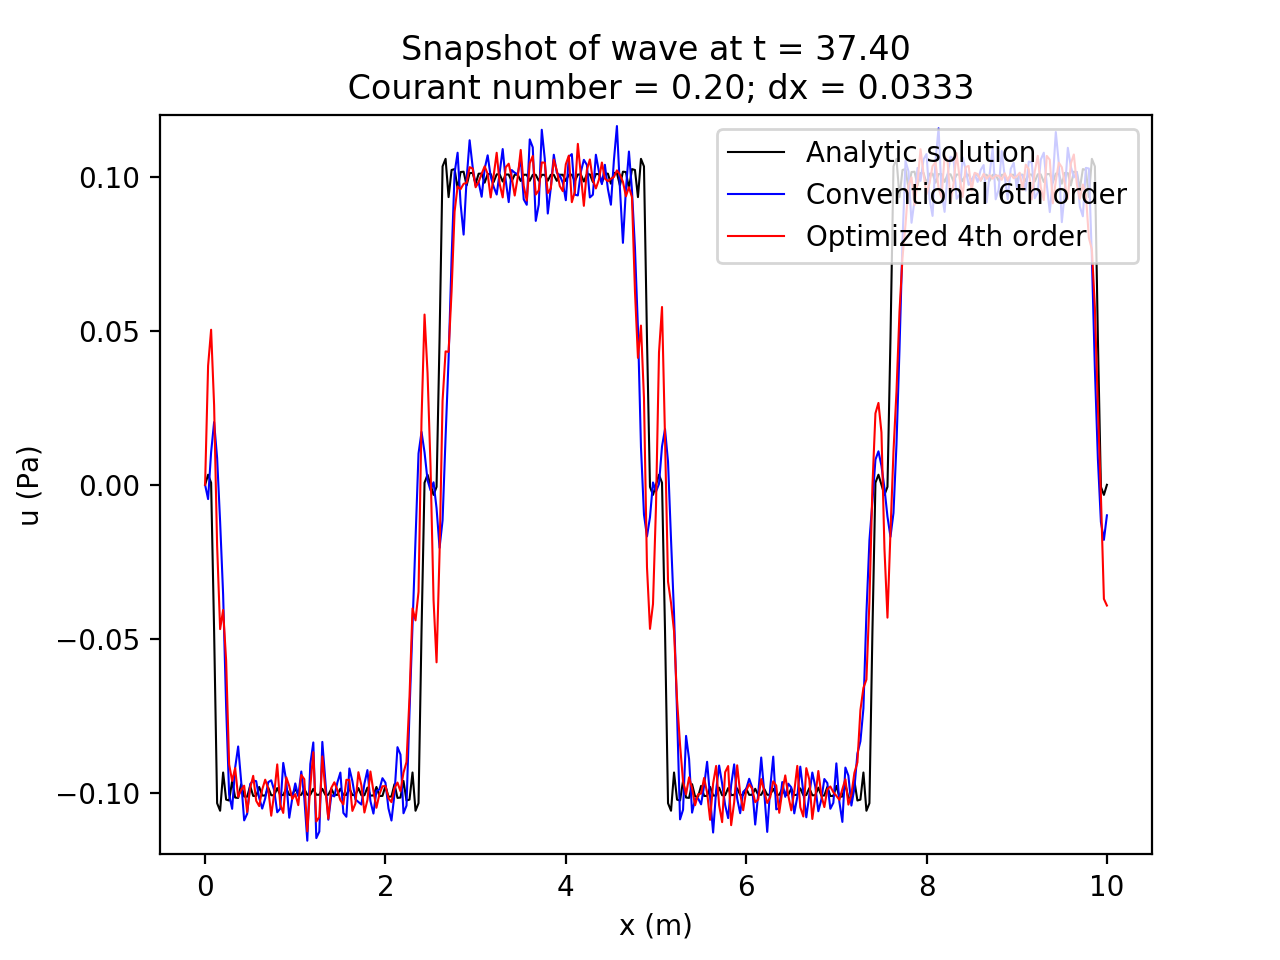 Snapshot of wave at t = 37.40
Courant number = 0.20; dx = 0.0333
Analytic solution
Conventional 6th order
Optimized 4th order
0.10
0.05
0.00
−0.05
−0.10
u (Pa)
0 2 4 6 8 10
x (m)